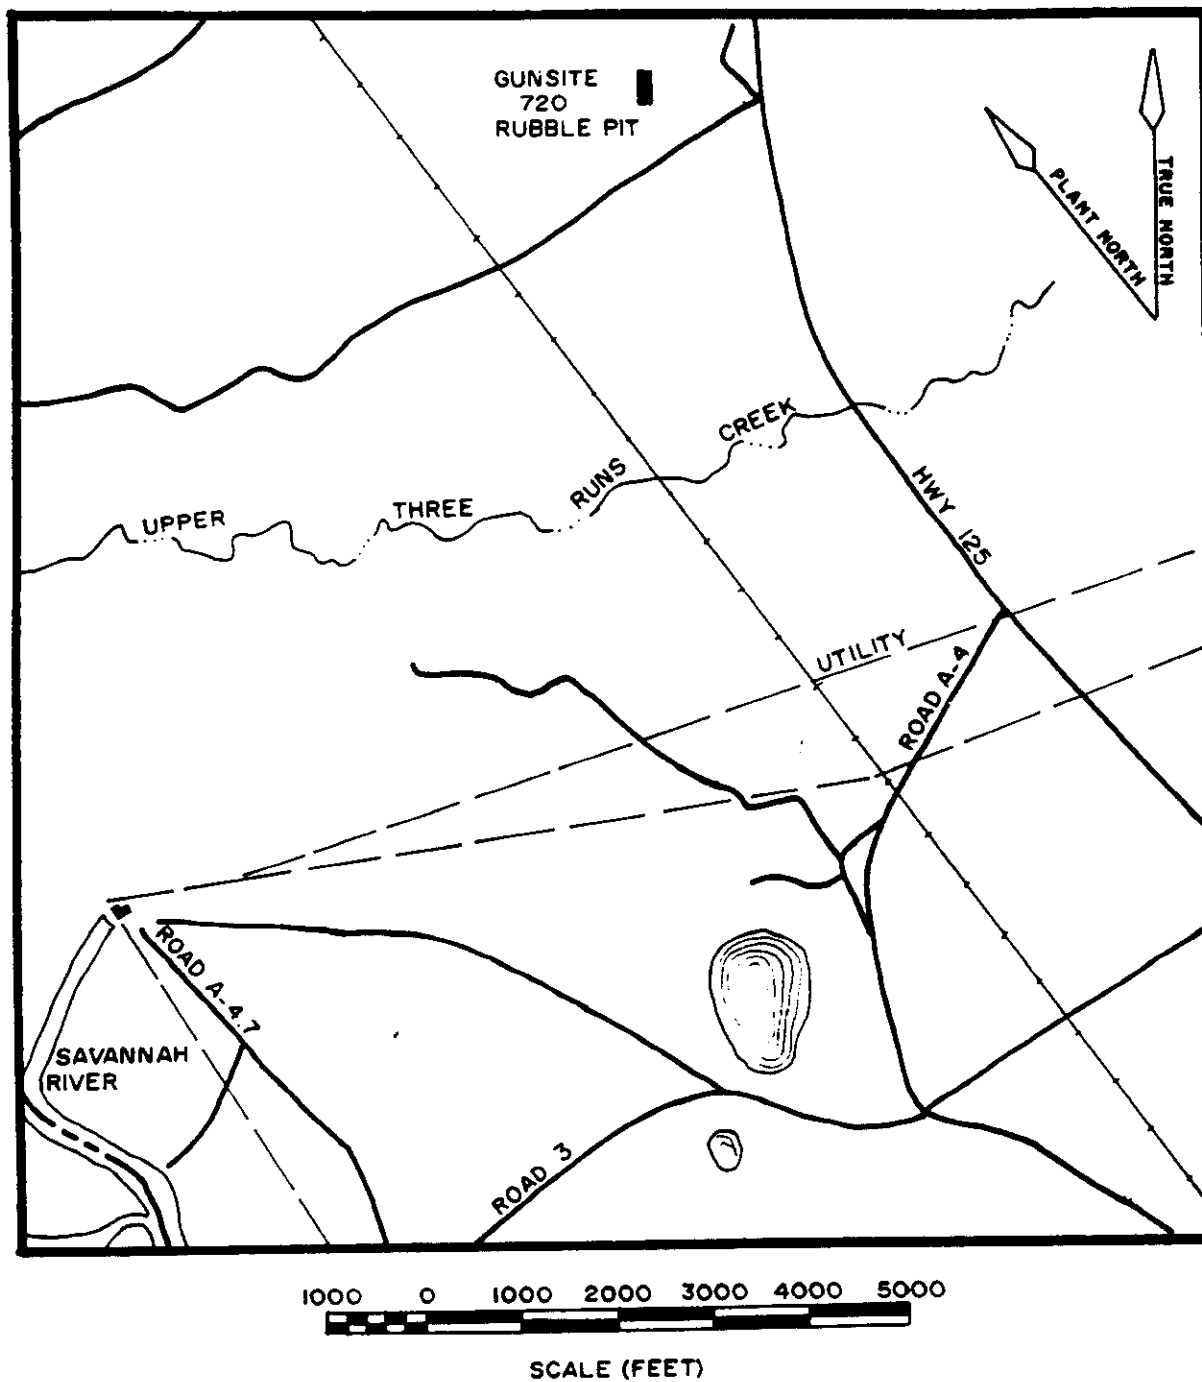 GUNSITE
720
RUBBLE PIT
TRUE NORTH
PLANT NORTH
CREEK
RUNS
THREE
UPPER
HWY 125
UTILITY
ROAD A-4
ROAD A-4.7
SAVANNAH
RIVER
ROAD 3
1000 0 1000 2000 3000 4000 5000
SCALE (FEET)